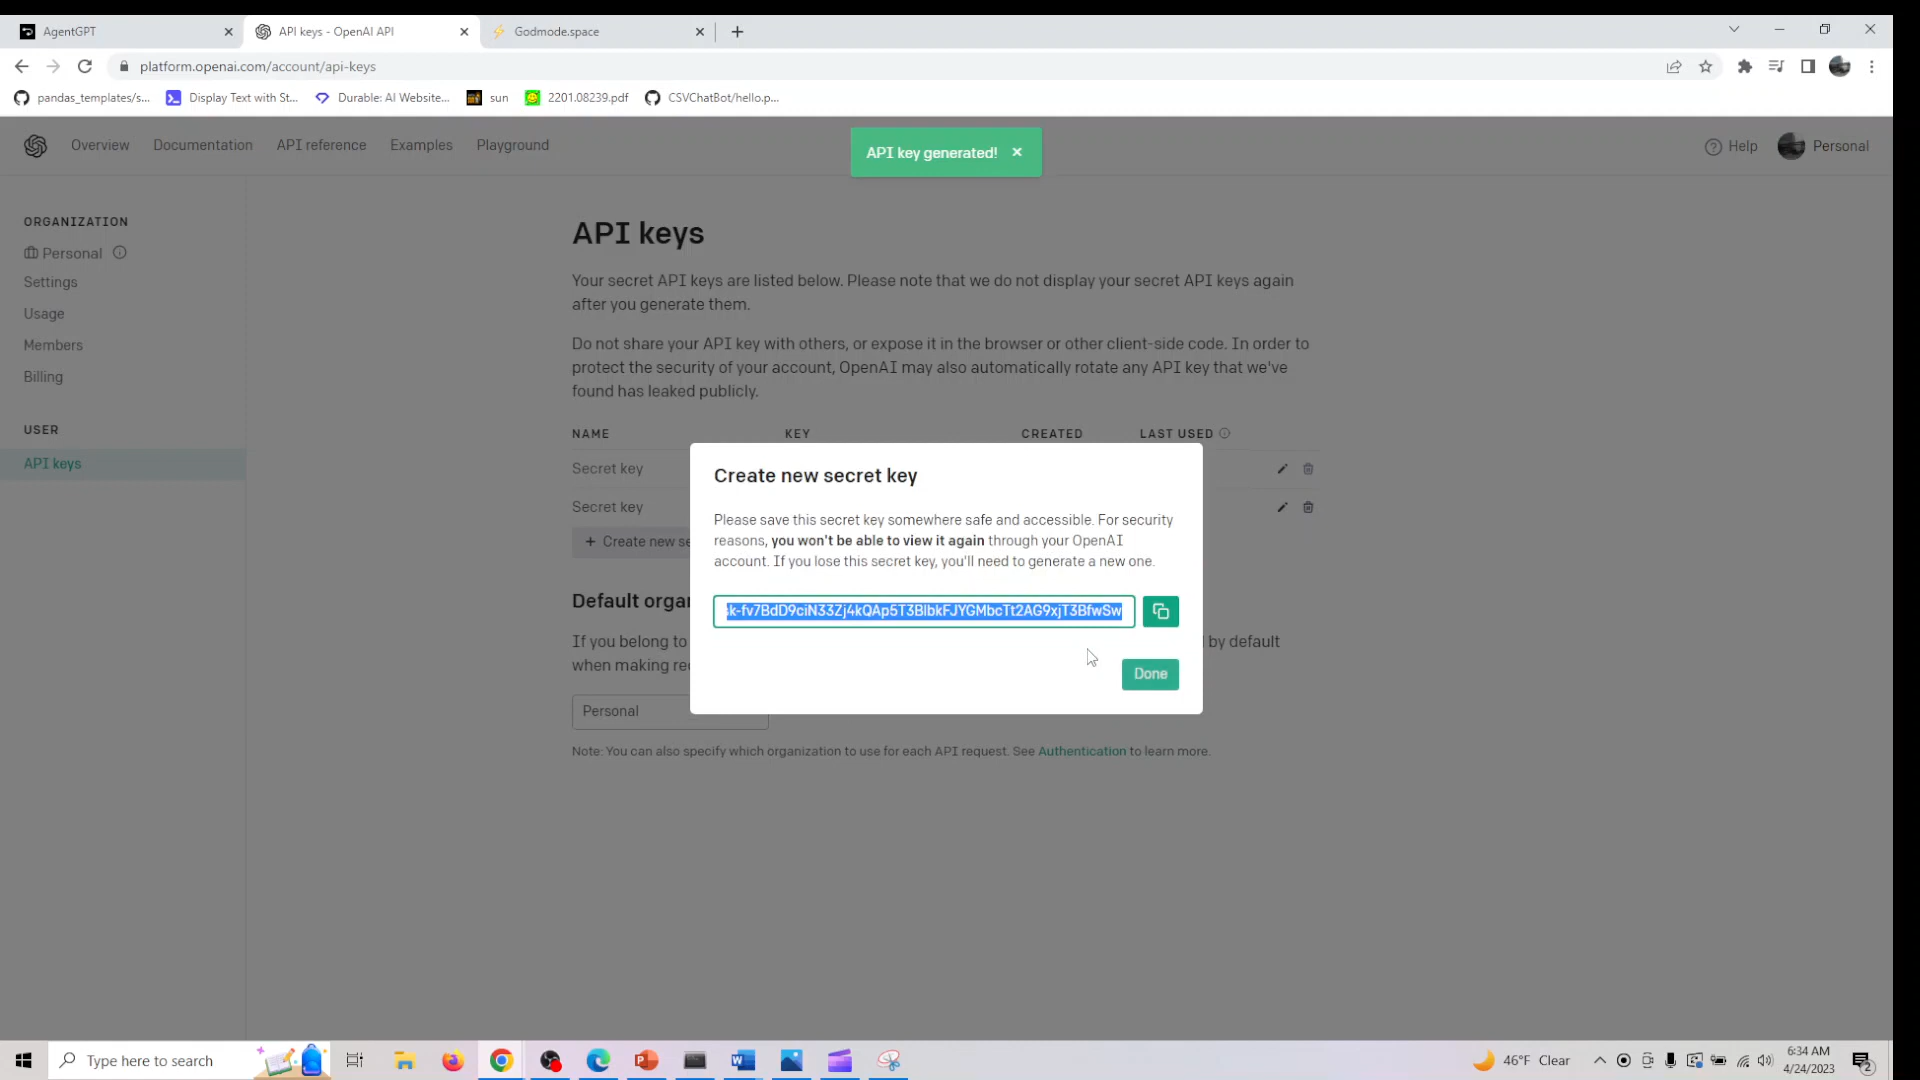 AgentGPT
API keys - OpenAI API
Godmode.space
platform.openai.com/account/api-keys
pandas_templates/s...
Display Text with St...
Durable: AI Website...
sun
2201.08239.pdf
CSVChatBot/hello.p...
Overview
Documentation
API reference
Examples
Playground
API key generated!
Help
Personal
ORGANIZATION
Personal
Settings
Usage
Members
Billing
USER
API keys
API keys
Your secret API keys are listed below. Please note that we do not display your secret API keys again
after you generate them.
Do not share your API key with others, or expose it in the browser or other client-side code. In order to
protect the security of your account, OpenAI may also automatically rotate any API key that we've
found has leaked publicly.
NAME KEY CREATED LAST USED
Secret key
Secret key
+ Create new se
Default orga
If you belong to
by default
when making re
Personal
Note: You can also specify which organization to use for each API request. See Authentication to learn more.
Create new secret key
Please save this secret key somewhere safe and accessible. For security
reasons, you won't be able to view it again through your OpenAI
account. If you lose this secret key, you'll need to generate a new one.
Done
Type here to search
46°F Clear
6:34 AM
4/24/2023
2